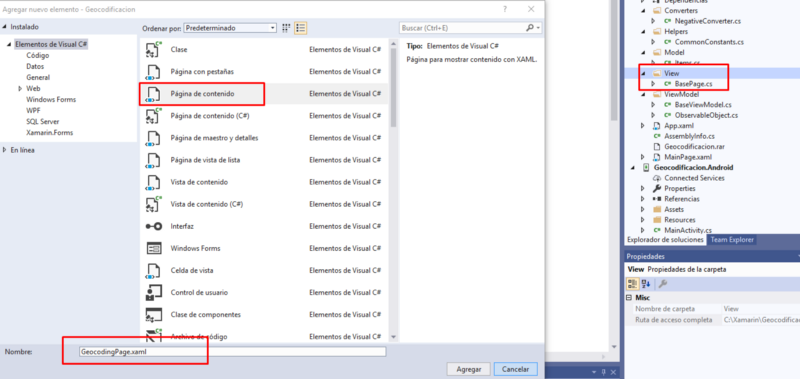 Agregar nuevo elemento - Geocodificacion
?
×
Instalado
Elementos de Visual C#
Código
Datos
General
Web
Windows Forms
WPF
SQL Server
Xamarin.Forms
En línea
Ordenar por: Predeterminado
Buscar (Ctrl+E)
Clase Elementos de Visual C#
Página con pestañas Elementos de Visual C#
Página de contenido Elementos de Visual C#
Página de contenido (C#) Elementos de Visual C#
Página de maestro y detalles Elementos de Visual C#
Página de vista de lista Elementos de Visual C#
Vista de contenido Elementos de Visual C#
Vista de contenido (C#) Elementos de Visual C#
Interfaz Elementos de Visual C#
Windows Forms Elementos de Visual C#
Celda de vista Elementos de Visual C#
Control de usuario Elementos de Visual C#
Clase de componentes Elementos de Visual C#
Archivo de código Elementos de Visual C#
Tipo: Elementos de Visual C#
Página para mostrar contenido con XAML.
Nombre: GeocodingPage.xaml
Agregar Cancelar
Dependencias
Converters
C# NegativeConverter.cs
Helpers
C# CommonConstants.cs
Model
C# Items.cs
View
C# BasePage.cs
ViewModel
C# BaseViewModel.cs
C# ObservableObject.cs
App.xaml
C# AssemblyInfo.cs
Geocodificacion.rar
MainPage.xaml
Geocodificacion.Android
Connected Services
Properties
Referencias
Assets
Resources
C# MainActivity.cs
Explorador de soluciones Team Explorer
Propiedades
View Propiedades de la carpeta
Misc
Nombre de carpeta View
Ruta de acceso completa C:\Xamarin\Geocodificac